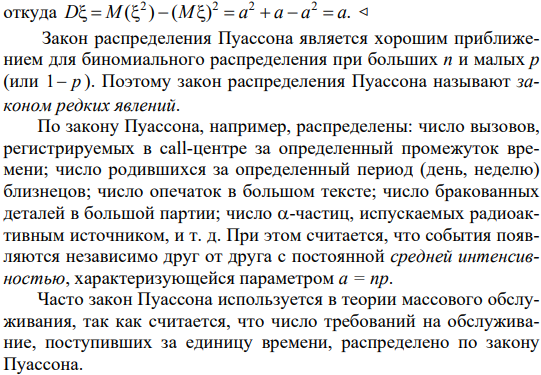 откуда Dξ = M(ξ²) − (Mξ)² = a² + a − a² = a. ◃
Закон распределения Пуассона является хорошим приближе-
нием для биномиального распределения при больших n и малых p
(или 1 − p ). Поэтому закон распределения Пуассона называют за-
коном редких явлений.
По закону Пуассона, например, распределены: число вызовов,
регистрируемых в call-центре за определенный промежуток вре-
мени; число родившихся за определенный период (день, неделю)
близнецов; число опечаток в большом тексте; число бракованных
деталей в большой партии; число α-частиц, испускаемых радиоак-
тивным источником, и т. д. При этом считается, что события появ-
ляются независимо друг от друга с постоянной средней интенсив-
ностью, характеризующейся параметром a = np.
Часто закон Пуассона используется в теории массового обслу-
живания, так как считается, что число требований на обслужива-
ние, поступивших за единицу времени, распределено по закону
Пуассона.